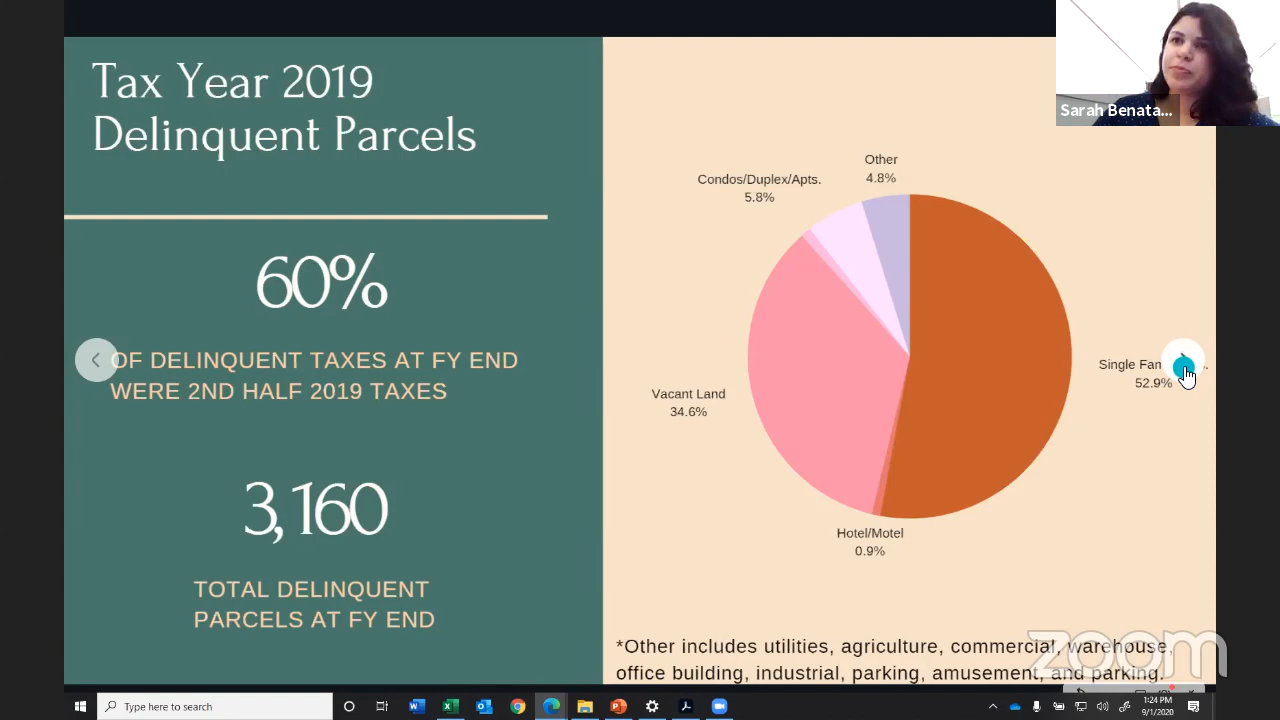 Tax Year 2019
Delinquent Parcels
60%
OF DELINQUENT TAXES AT FY END
WERE 2ND HALF 2019 TAXES
3,160
TOTAL DELINQUENT
PARCELS AT FY END
Other
4.8%
Condos/Duplex/Apts.
5.8%
Single Fam
52.9%
Vacant Land
34.6%
Hotel/Motel
0.9%
*Other includes utilities, agriculture, commercial, warehouse,
office building, industrial, parking, amusement, and parking.
Sarah Benata...
zoom
Type here to search
1:24 PM
9/1/2020